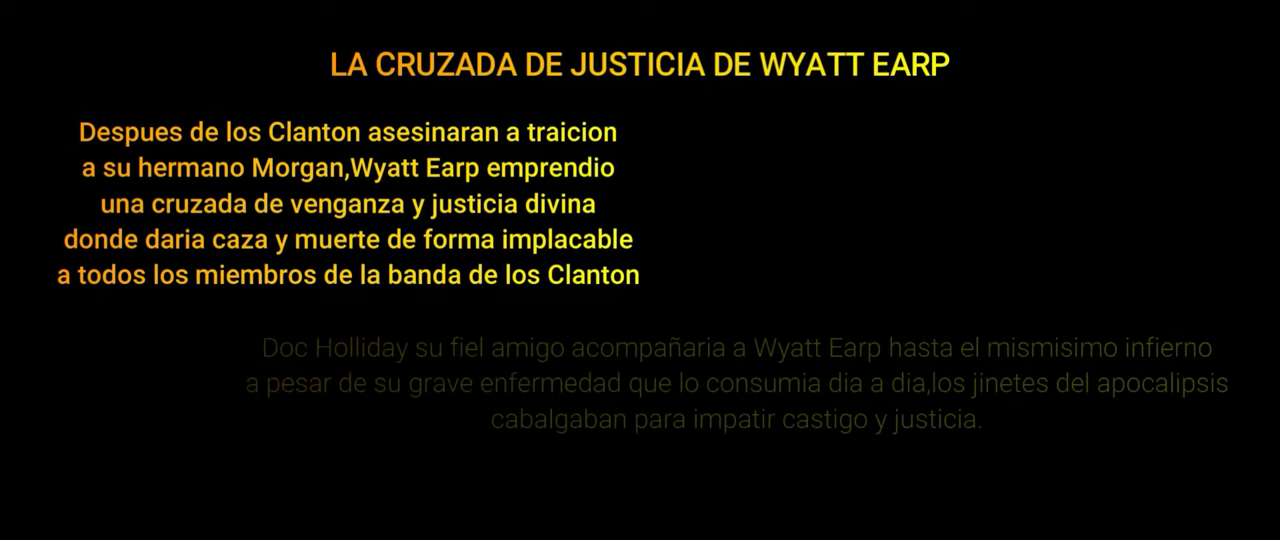 LA CRUZADA DE JUSTICIA DE WYATT EARP
Despues de los Clanton asesinaran a traicion
a su hermano Morgan,Wyatt Earp emprendio
una cruzada de venganza y justicia divina
donde daria caza y muerte de forma implacable
a todos los miembros de la banda de los Clanton
Doc Holliday su fiel amigo acompañaria a Wyatt Earp hasta el mismisimo infierno
a pesar de su grave enfermedad que lo consumia dia a dia,los jinetes del apocalipsis
cabalgaban para impatir castigo y justicia.